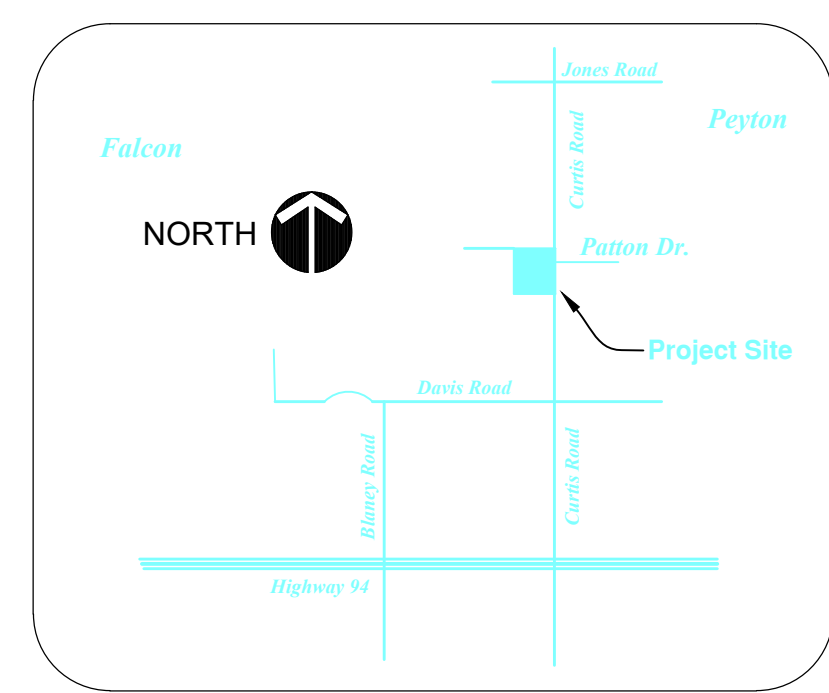 Jones Road
Peyton
Curtis Road
Falcon
NORTH
Patton Dr.
Project Site
Davis Road
Blaney Road
Curtis Road
Highway 94